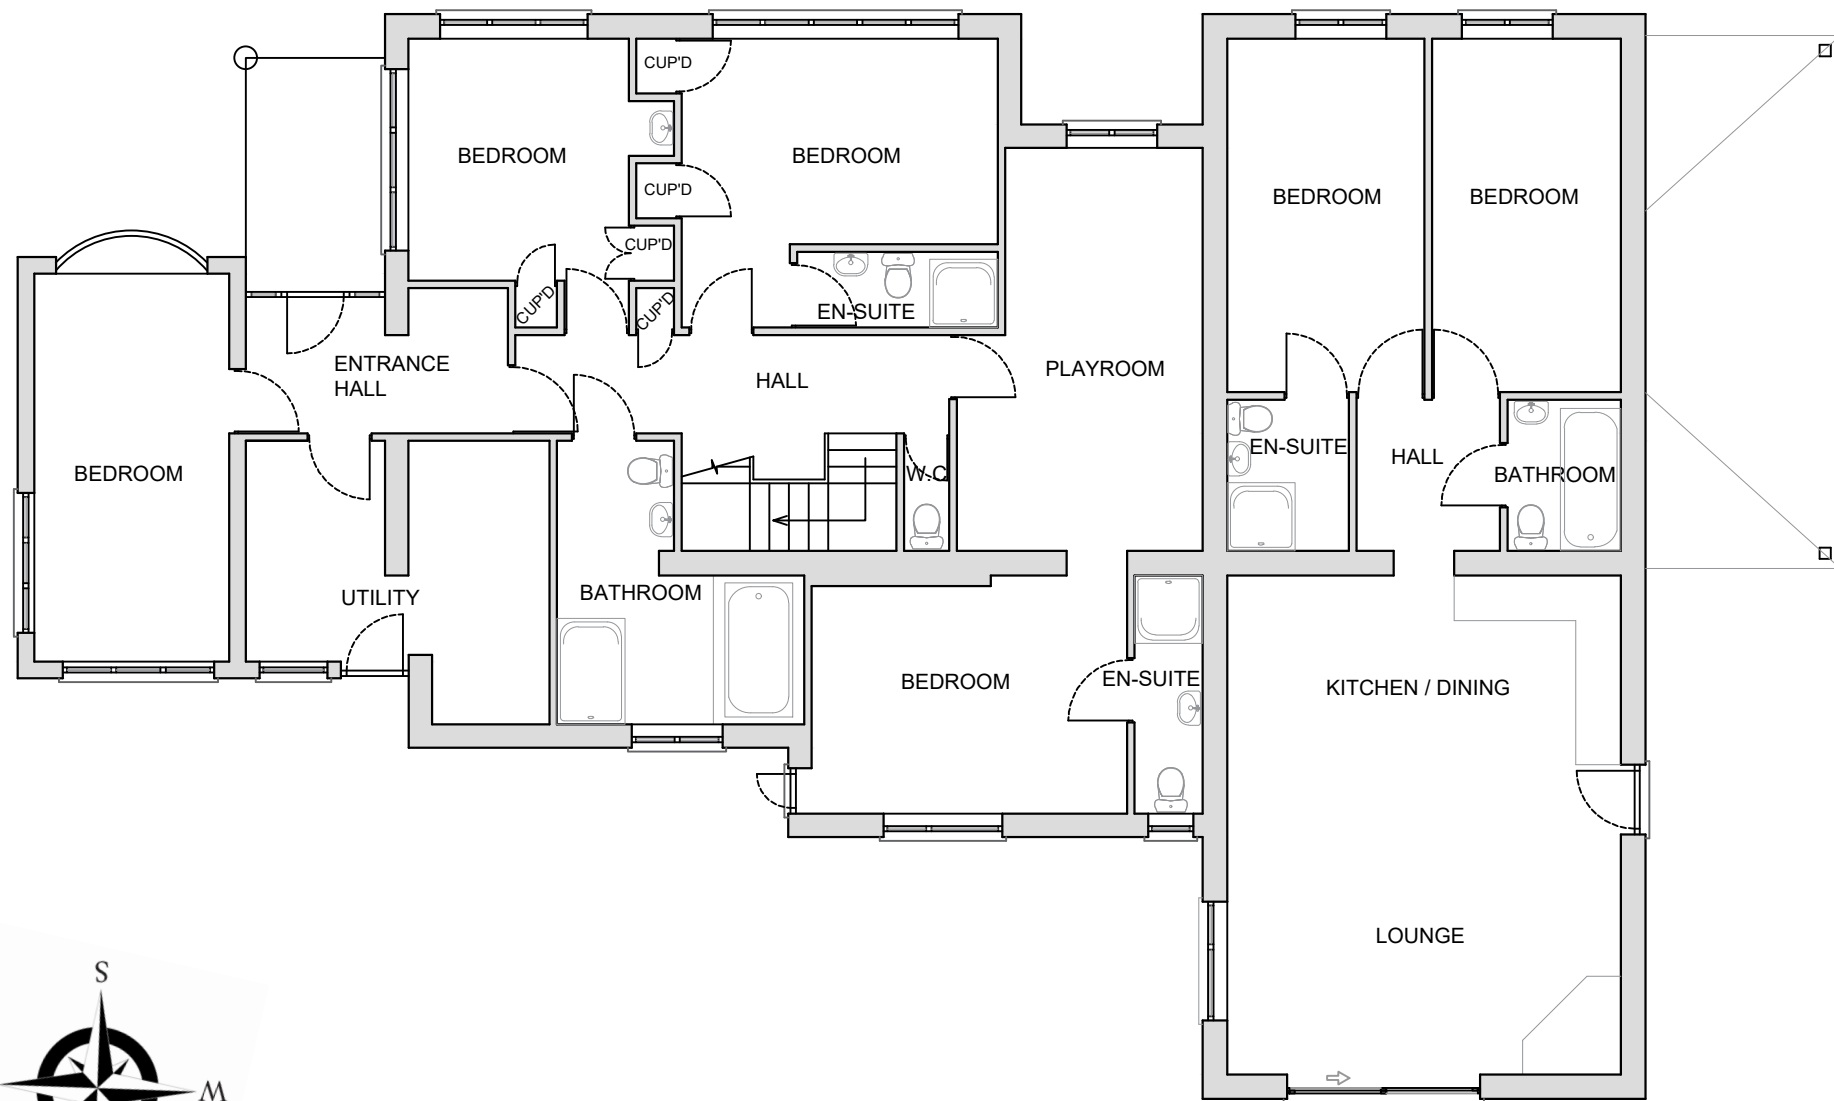 CUP'D
BEDROOM
BEDROOM
CUP'D
BEDROOM
BEDROOM
CUP'D
CUP'D
CUP'D
EN-SUITE
ENTRANCE
HALL
HALL
PLAYROOM
BEDROOM
W.C
EN-SUITE
HALL
BATHROOM
UTILITY
BATHROOM
BEDROOM
EN-SUITE
KITCHEN / DINING
LOUNGE
S
W